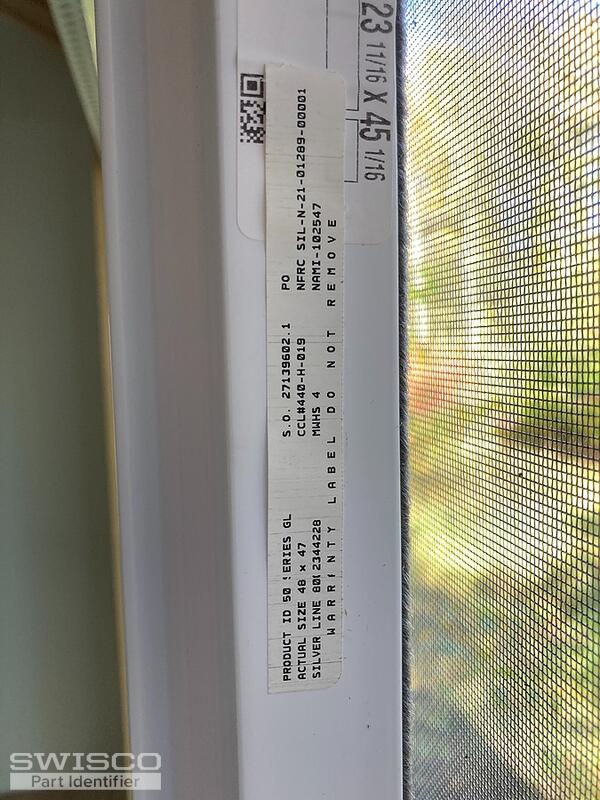 23 11/16 X 45 1/16
PRODUCT ID 50 SERIES GL S.O. 27139602.1 PO
ACTUAL SIZE 48 x 47 CCL#440-H-019 NFRC SIL-N-21-01289-00001
SILVER LINE 800 2344228 MWHS 4 NAMI-102547
WARRANTY LABEL DO NOT REMOVE
SWISCO
Part Identifier